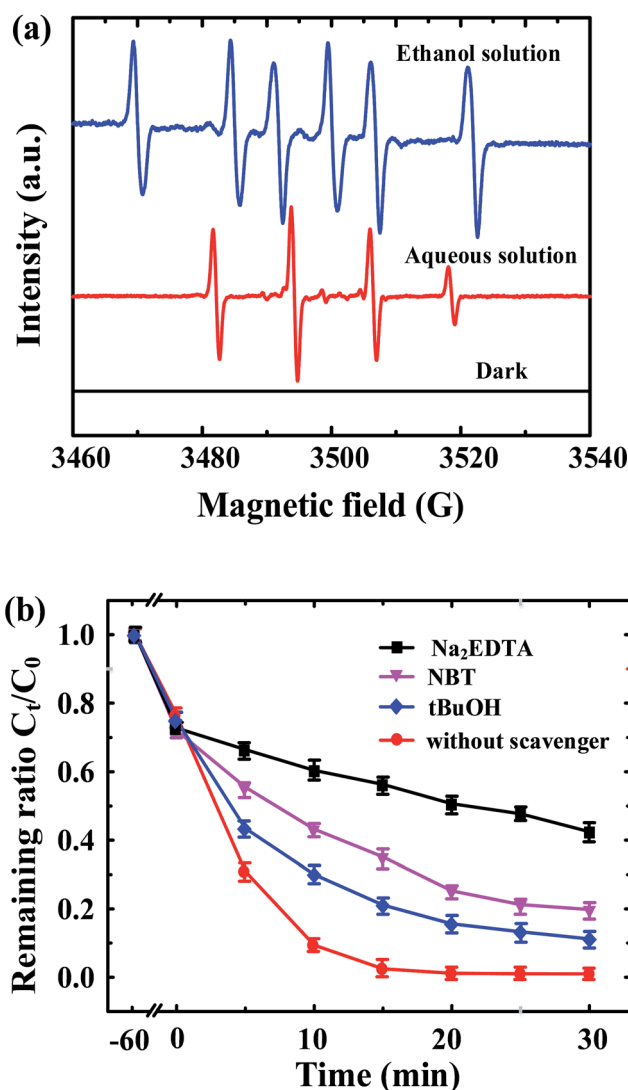 (a)
Ethanol solution
Aqueous solution
Dark
Intensity (a.u.)
3460 3480 3500 3520 3540
Magnetic field (G)
(b)
Na₂EDTA
NBT
tBuOH
without scavenger
Remaining ratio Cₜ/C₀
1.0
0.8
0.6
0.4
0.2
0.0
-60 0 10 20 30
Time (min)